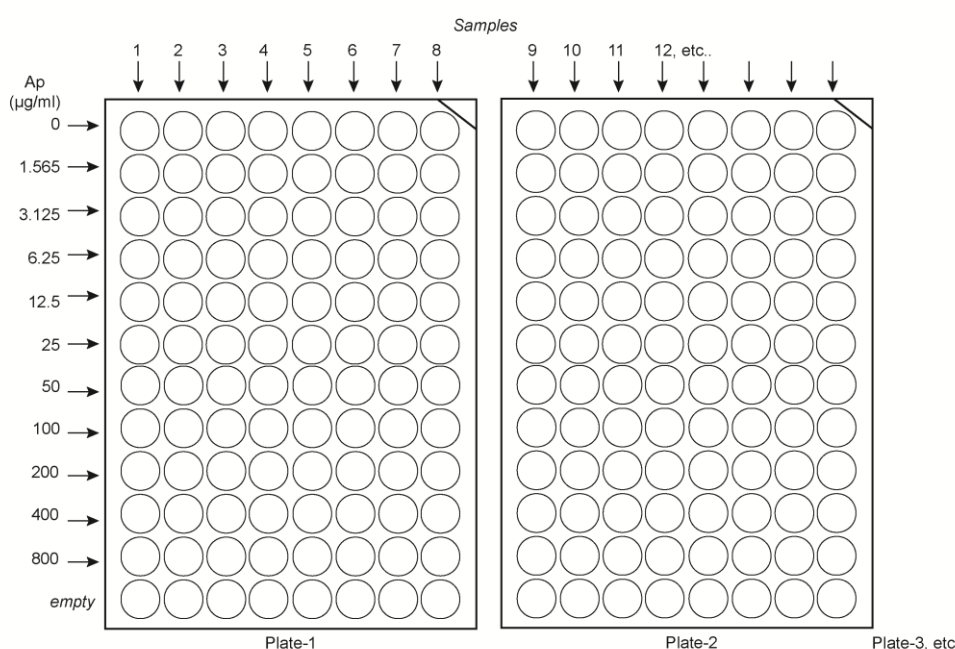 Samples
1 2 3 4 5 6 7 8 9 10 11 12, etc..
Ap
(µg/ml)
0
1.565
3.125
6.25
12.5
25
50
100
200
400
800
empty
Plate-1 Plate-2 Plate-3, etc